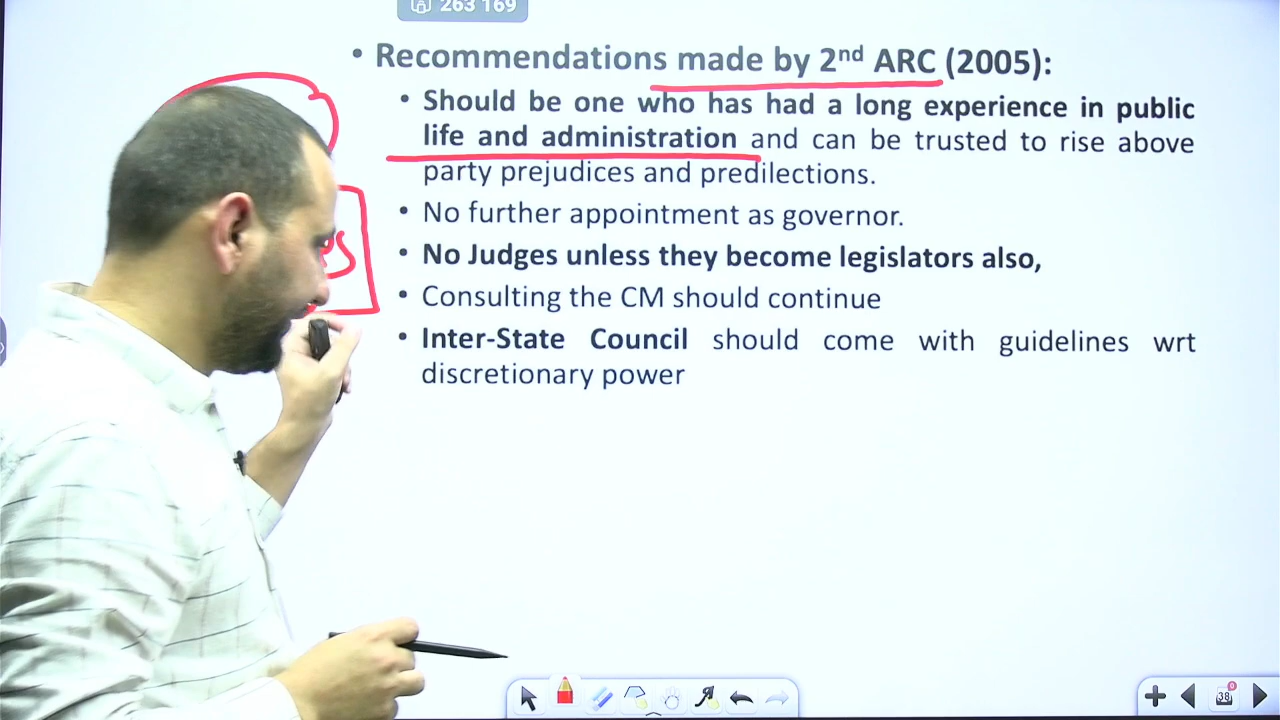 263 169
• Recommendations made by 2nd ARC (2005):
• Should be one who has had a long experience in public
life and administration and can be trusted to rise above
party prejudices and predilections.
• No further appointment as governor.
• No Judges unless they become legislators also,
• Consulting the CM should continue
• Inter-State Council should come with guidelines wrt
discretionary power
38